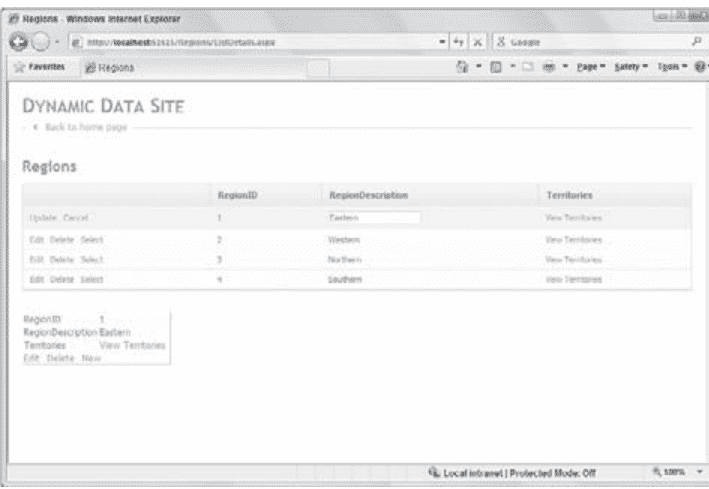 Regions - Windows Internet Explorer
Google
Favorites Regions Page Safety Tools
DYNAMIC DATA SITE
Back to home page
Regions
RegionID RegionDescription Territories
Update Cancel 1 Eastern View Territories
Edit Delete Select 2 Western View Territories
Edit Delete Select 3 Northern View Territories
Edit Delete Select 4 Southern View Territories
RegionID 1
RegionDescription Eastern
Territories View Territories
Edit Delete New
Local intranet | Protected Mode: Off 100%